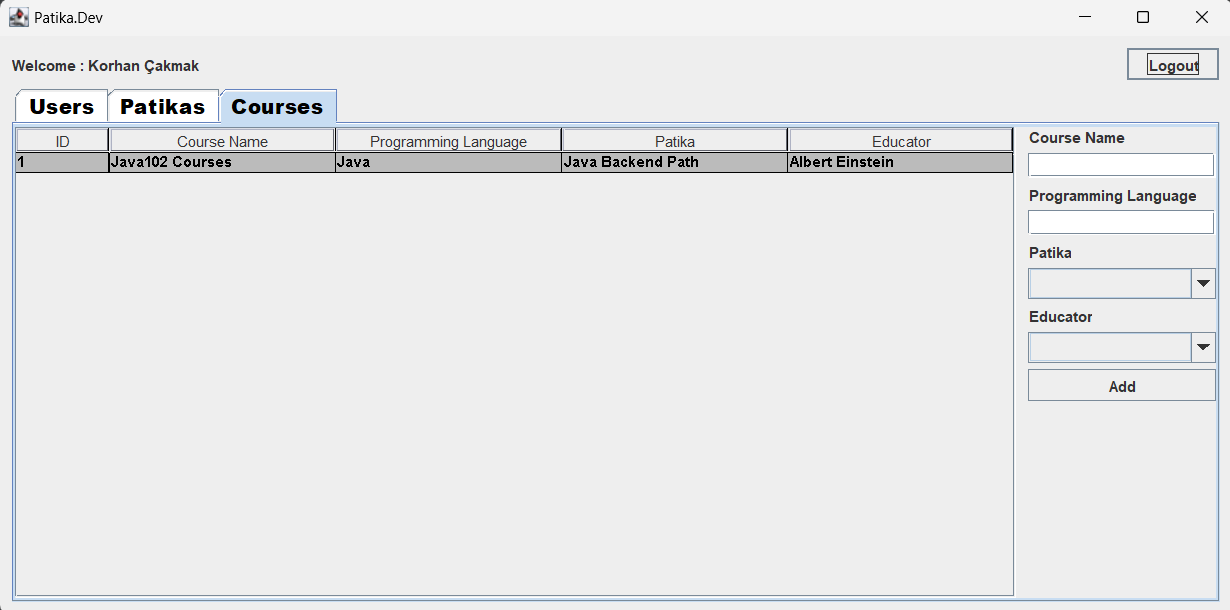 Patika.Dev
Welcome : Korhan Çakmak
Logout
Users Patikas Courses
ID Course Name Programming Language Patika Educator
1 Java102 Courses Java Java Backend Path Albert Einstein
Course Name
Programming Language
Patika
Educator
Add